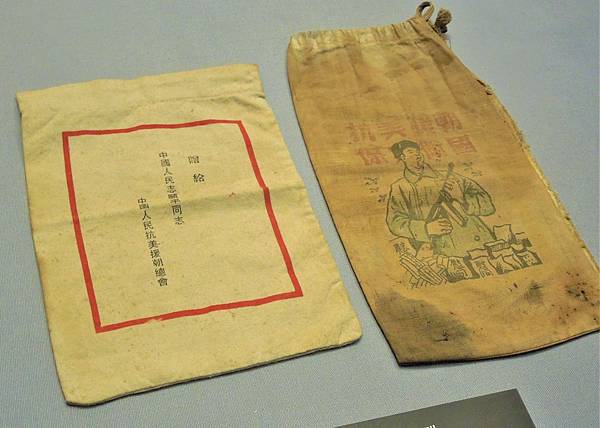 贈給
中國人民志願軍同志
中國人民抗美援朝總會
抗美援朝
保家衛國